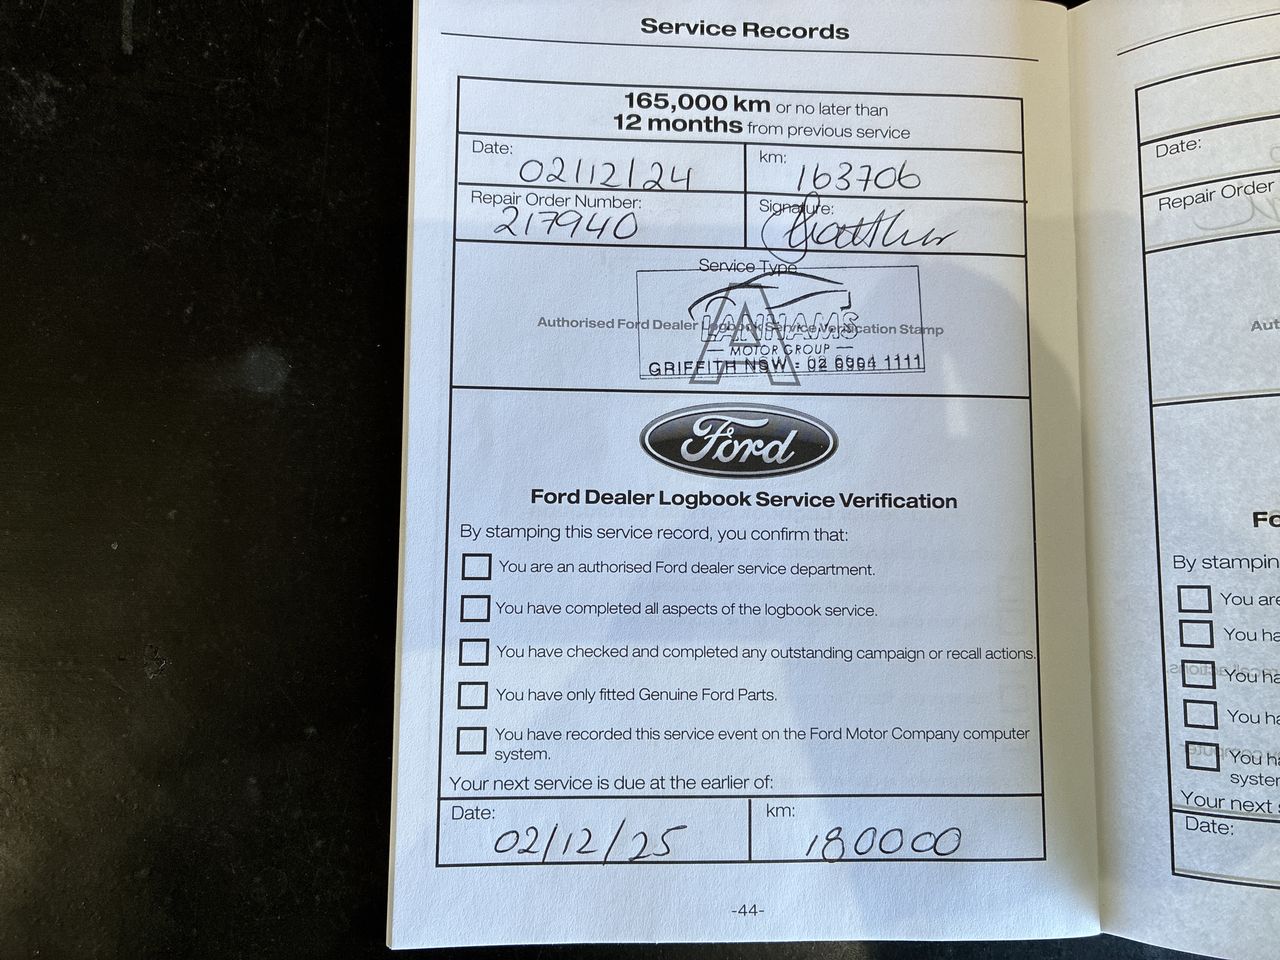 Service Records
165,000 km or no later than
12 months from previous service
Date: 02/12/24
km: 163706
Repair Order Number: 217940
Signature:
Service Type
Authorised Ford Dealer Logbook Service Verification Stamp
LANHAMS
MOTOR GROUP
GRIFFITH NSW - 02 6964 1111
Ford
Ford Dealer Logbook Service Verification
By stamping this service record, you confirm that:
You are an authorised Ford dealer service department.
You have completed all aspects of the logbook service.
You have checked and completed any outstanding campaign or recall actions.
You have only fitted Genuine Ford Parts.
You have recorded this service event on the Ford Motor Company computer
system.
Your next service is due at the earlier of:
Date: 02/12/25
km: 180000
-44-
Date:
Repair Order
Aut
Fo
By stampin
You are
You ha
You ha
You ha
You ha
syster
Your next s
Date: